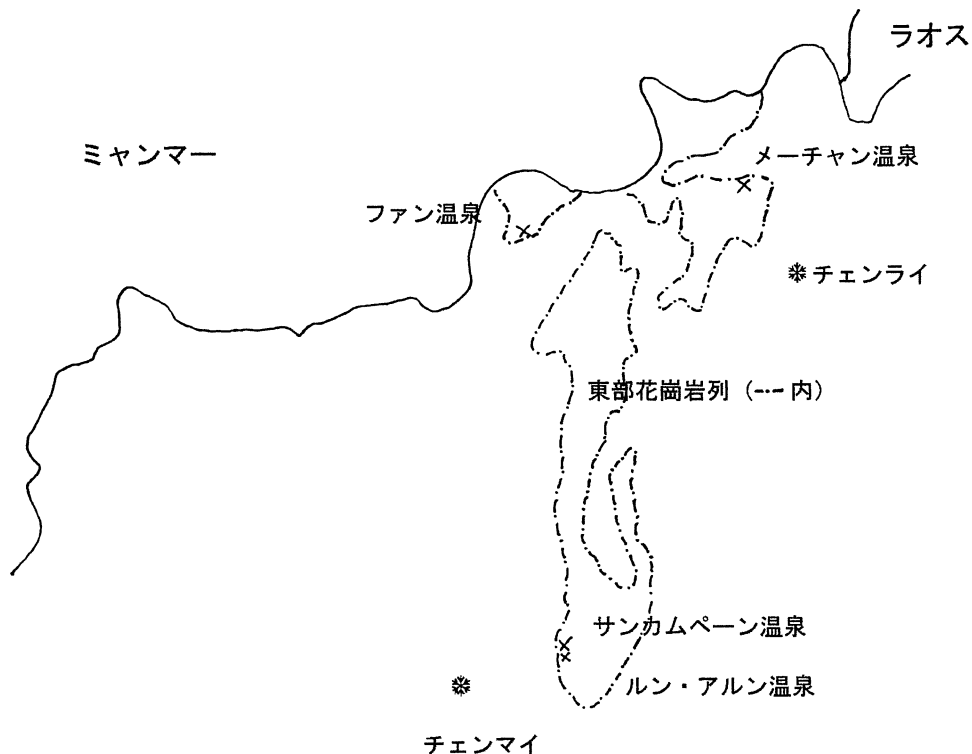 ラオス
ミャンマー
メーチャン温泉
ファン温泉
チェンライ
東部花崗岩列（-·-·- 内）
サンカムペーン温泉
ルン・アルン温泉
チェンマイ